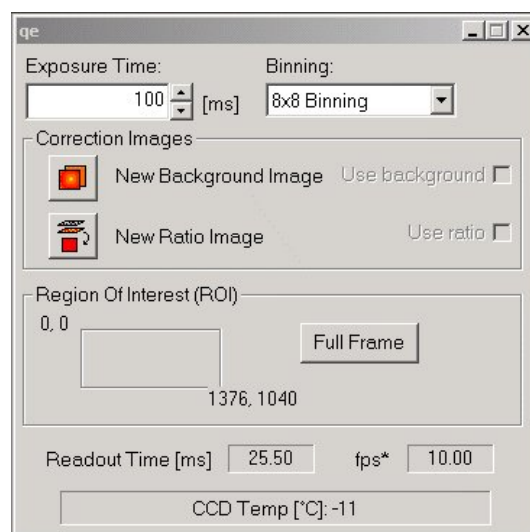 qe
Exposure Time: Binning:
100 [ms] 8x8 Binning
Correction Images
New Background Image Use background
New Ratio Image Use ratio
Region Of Interest (ROI)
0, 0
Full Frame
1376, 1040
Readout Time [ms] 25.50 fps* 10.00
CCD Temp [°C]: -11